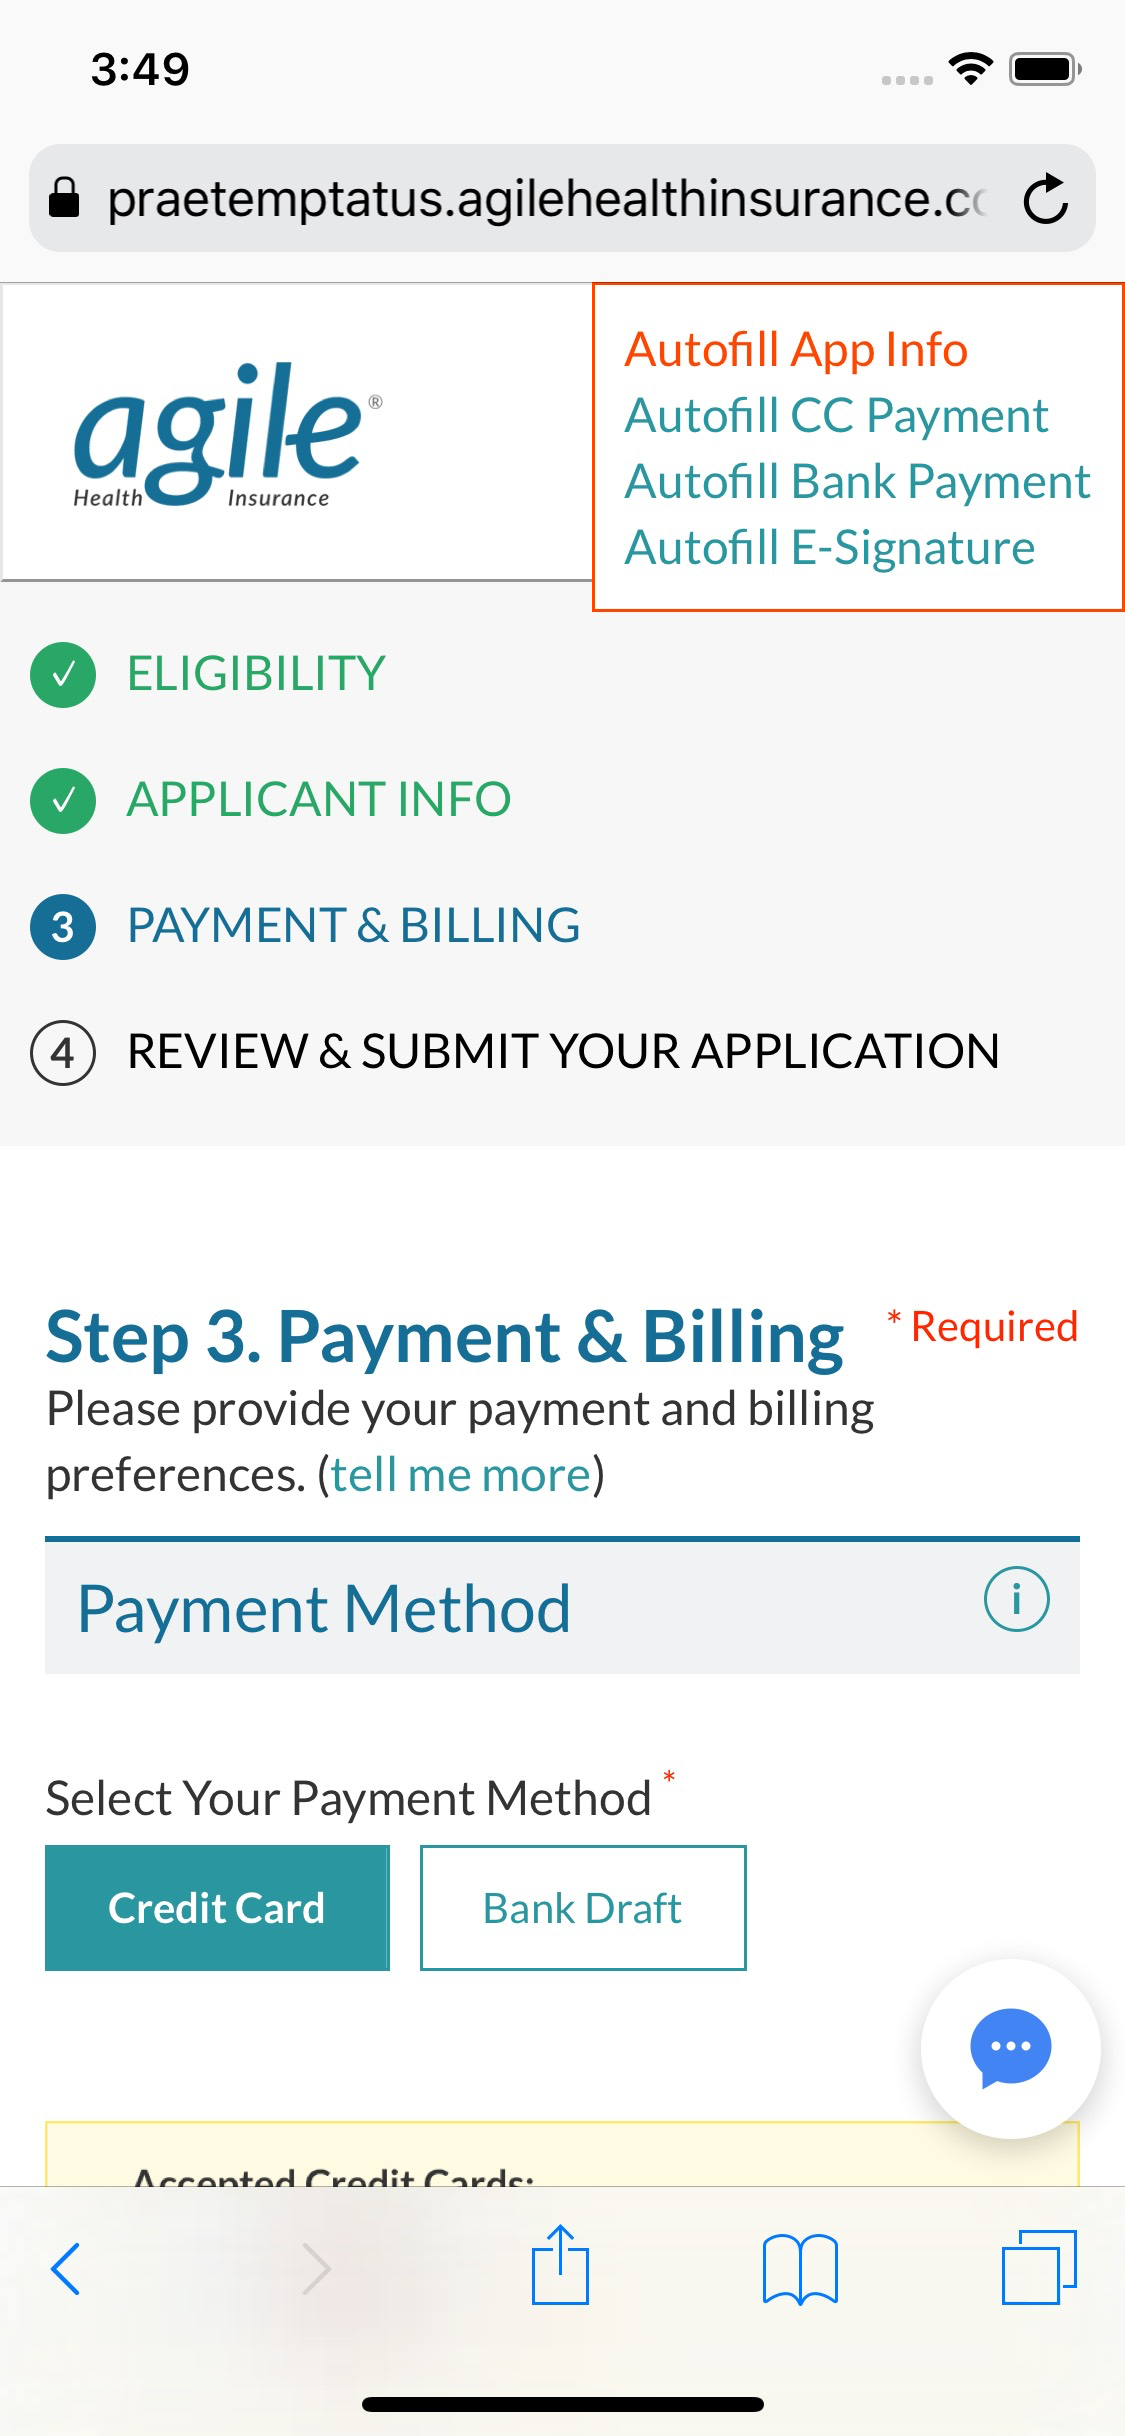 3:49
praetemptatus.agilehealthinsurance.co
agile®
Health Insurance
Autofill App Info
Autofill CC Payment
Autofill Bank Payment
Autofill E-Signature
✓ ELIGIBILITY
✓ APPLICANT INFO
3 PAYMENT & BILLING
4 REVIEW & SUBMIT YOUR APPLICATION
Step 3. Payment & Billing * Required
Please provide your payment and billing
preferences. (tell me more)
Payment Method i
Select Your Payment Method *
Credit Card Bank Draft
Accepted Credit Cards: